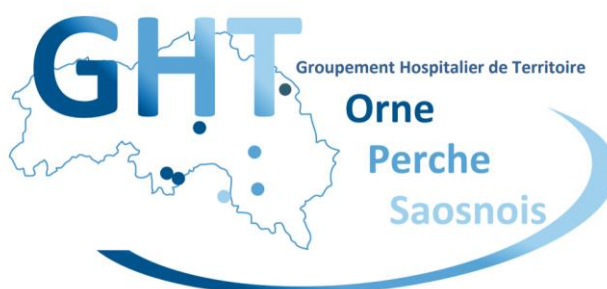 GHT
Groupement Hospitalier de Territoire
Orne
Perche
Saosnois